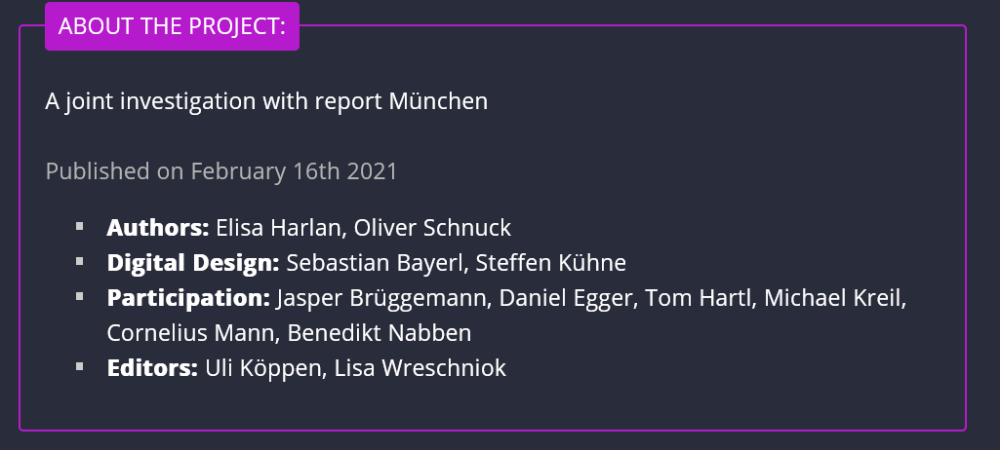 ABOUT THE PROJECT:
A joint investigation with report München
Published on February 16th 2021
Authors: Elisa Harlan, Oliver Schnuck
Digital Design: Sebastian Bayerl, Steffen Kühne
Participation: Jasper Brüggemann, Daniel Egger, Tom Hartl, Michael Kreil,
Cornelius Mann, Benedikt Nabben
Editors: Uli Köppen, Lisa Wreschniok